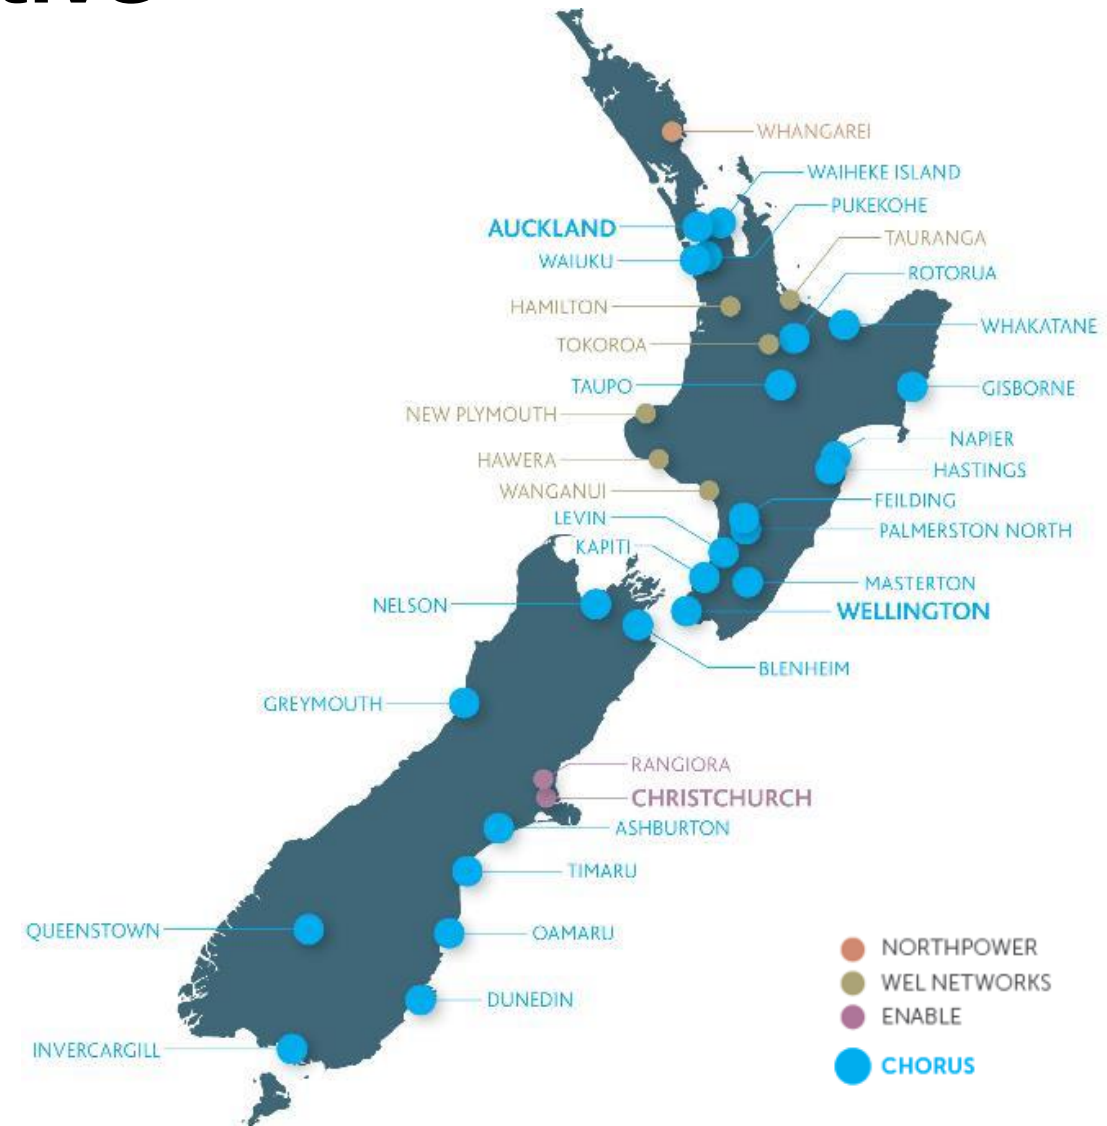 WHANGAREI
WAIHEKE ISLAND
PUKEKOHE
AUCKLAND
TAURANGA
WAIUKU
ROTORUA
HAMILTON
WHAKATANE
TOKOROA
TAUPO
GISBORNE
NEW PLYMOUTH
NAPIER
HAWERA
HASTINGS
WANGANUI
FEILDING
LEVIN
PALMERSTON NORTH
KAPITI
MASTERTON
NELSON
WELLINGTON
BLENHEIM
GREYMOUTH
RANGIORA
CHRISTCHURCH
ASHBURTON
TIMARU
QUEENSTOWN
OAMARU
DUNEDIN
INVERCARGILL
NORTHPOWER
WEL NETWORKS
ENABLE
CHORUS